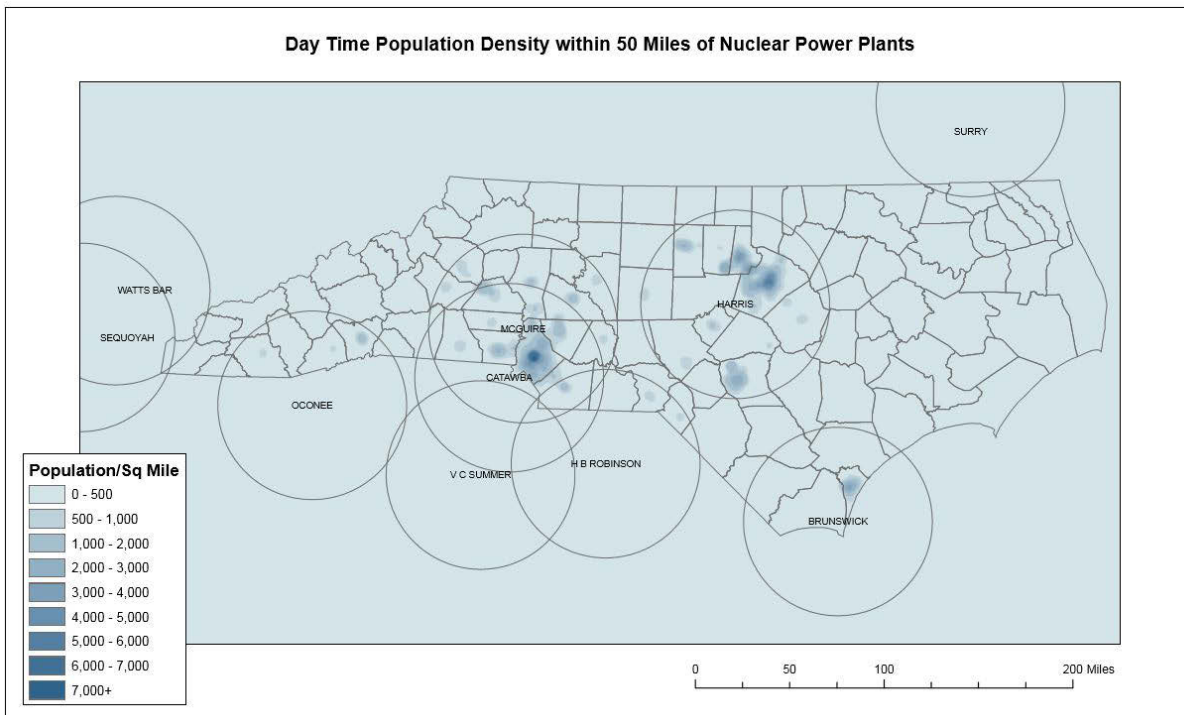 Day Time Population Density within 50 Miles of Nuclear Power Plants
SURRY
WATTS BAR
HARRIS
MCGUIRE
SEQUOYAH
CATAWBA
OCONEE
H B ROBINSON
V C SUMMER
BRUNSWICK
Population/Sq Mile
0 - 500
500 - 1,000
1,000 - 2,000
2,000 - 3,000
3,000 - 4,000
4,000 - 5,000
5,000 - 6,000
6,000 - 7,000
7,000+
0 50 100 200 Miles